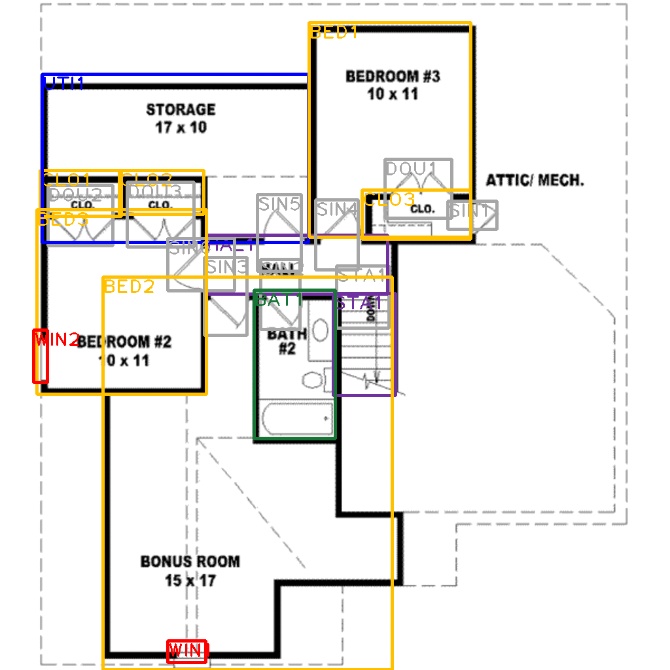 BED1
BEDROOM #3
10 x 11
UTI1
STORAGE
17 x 10
DOU1
ATTIC/ MECH.
CLO1
CLO2
DOU2
DOU3
CLO.
CLO.
CLO3
CLO.
SIN5
SIN4
SIN1
BED3
HAL1
SIN3
HALL
STA1
BED2
BAT1
STA1
DOWN
WIN2
BEDROOM #2
10 x 11
BATH
#2
BONUS ROOM
15 x 17
WIN